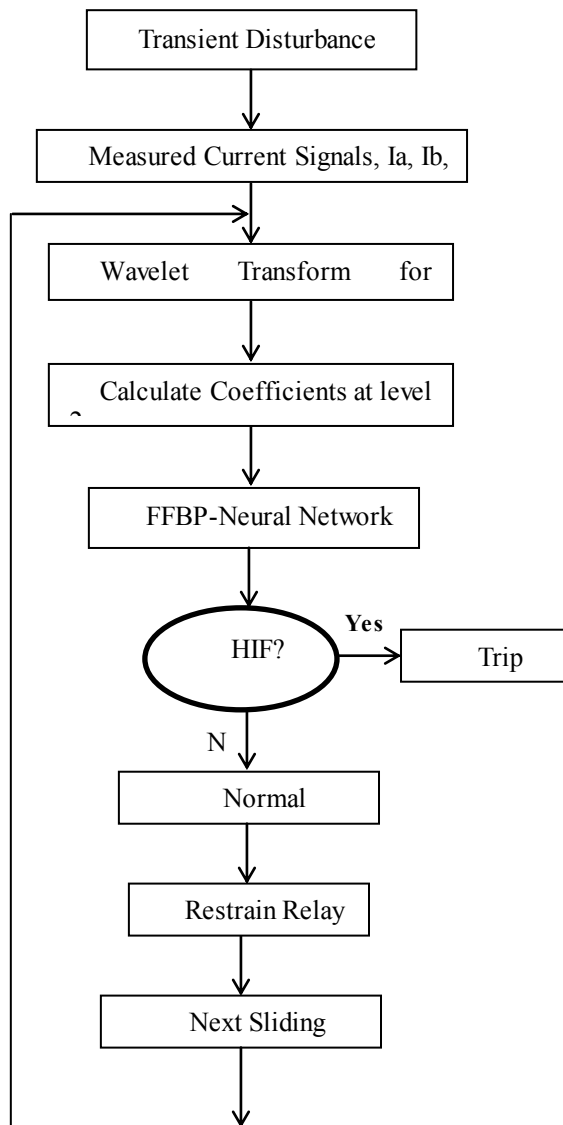 Transient Disturbance
Measured Current Signals, Ia, Ib,
Wavelet Transform for
Calculate Coefficients at level
FFBP-Neural Network
HIF?
Yes
Trip
N
Normal
Restrain Relay
Next Sliding